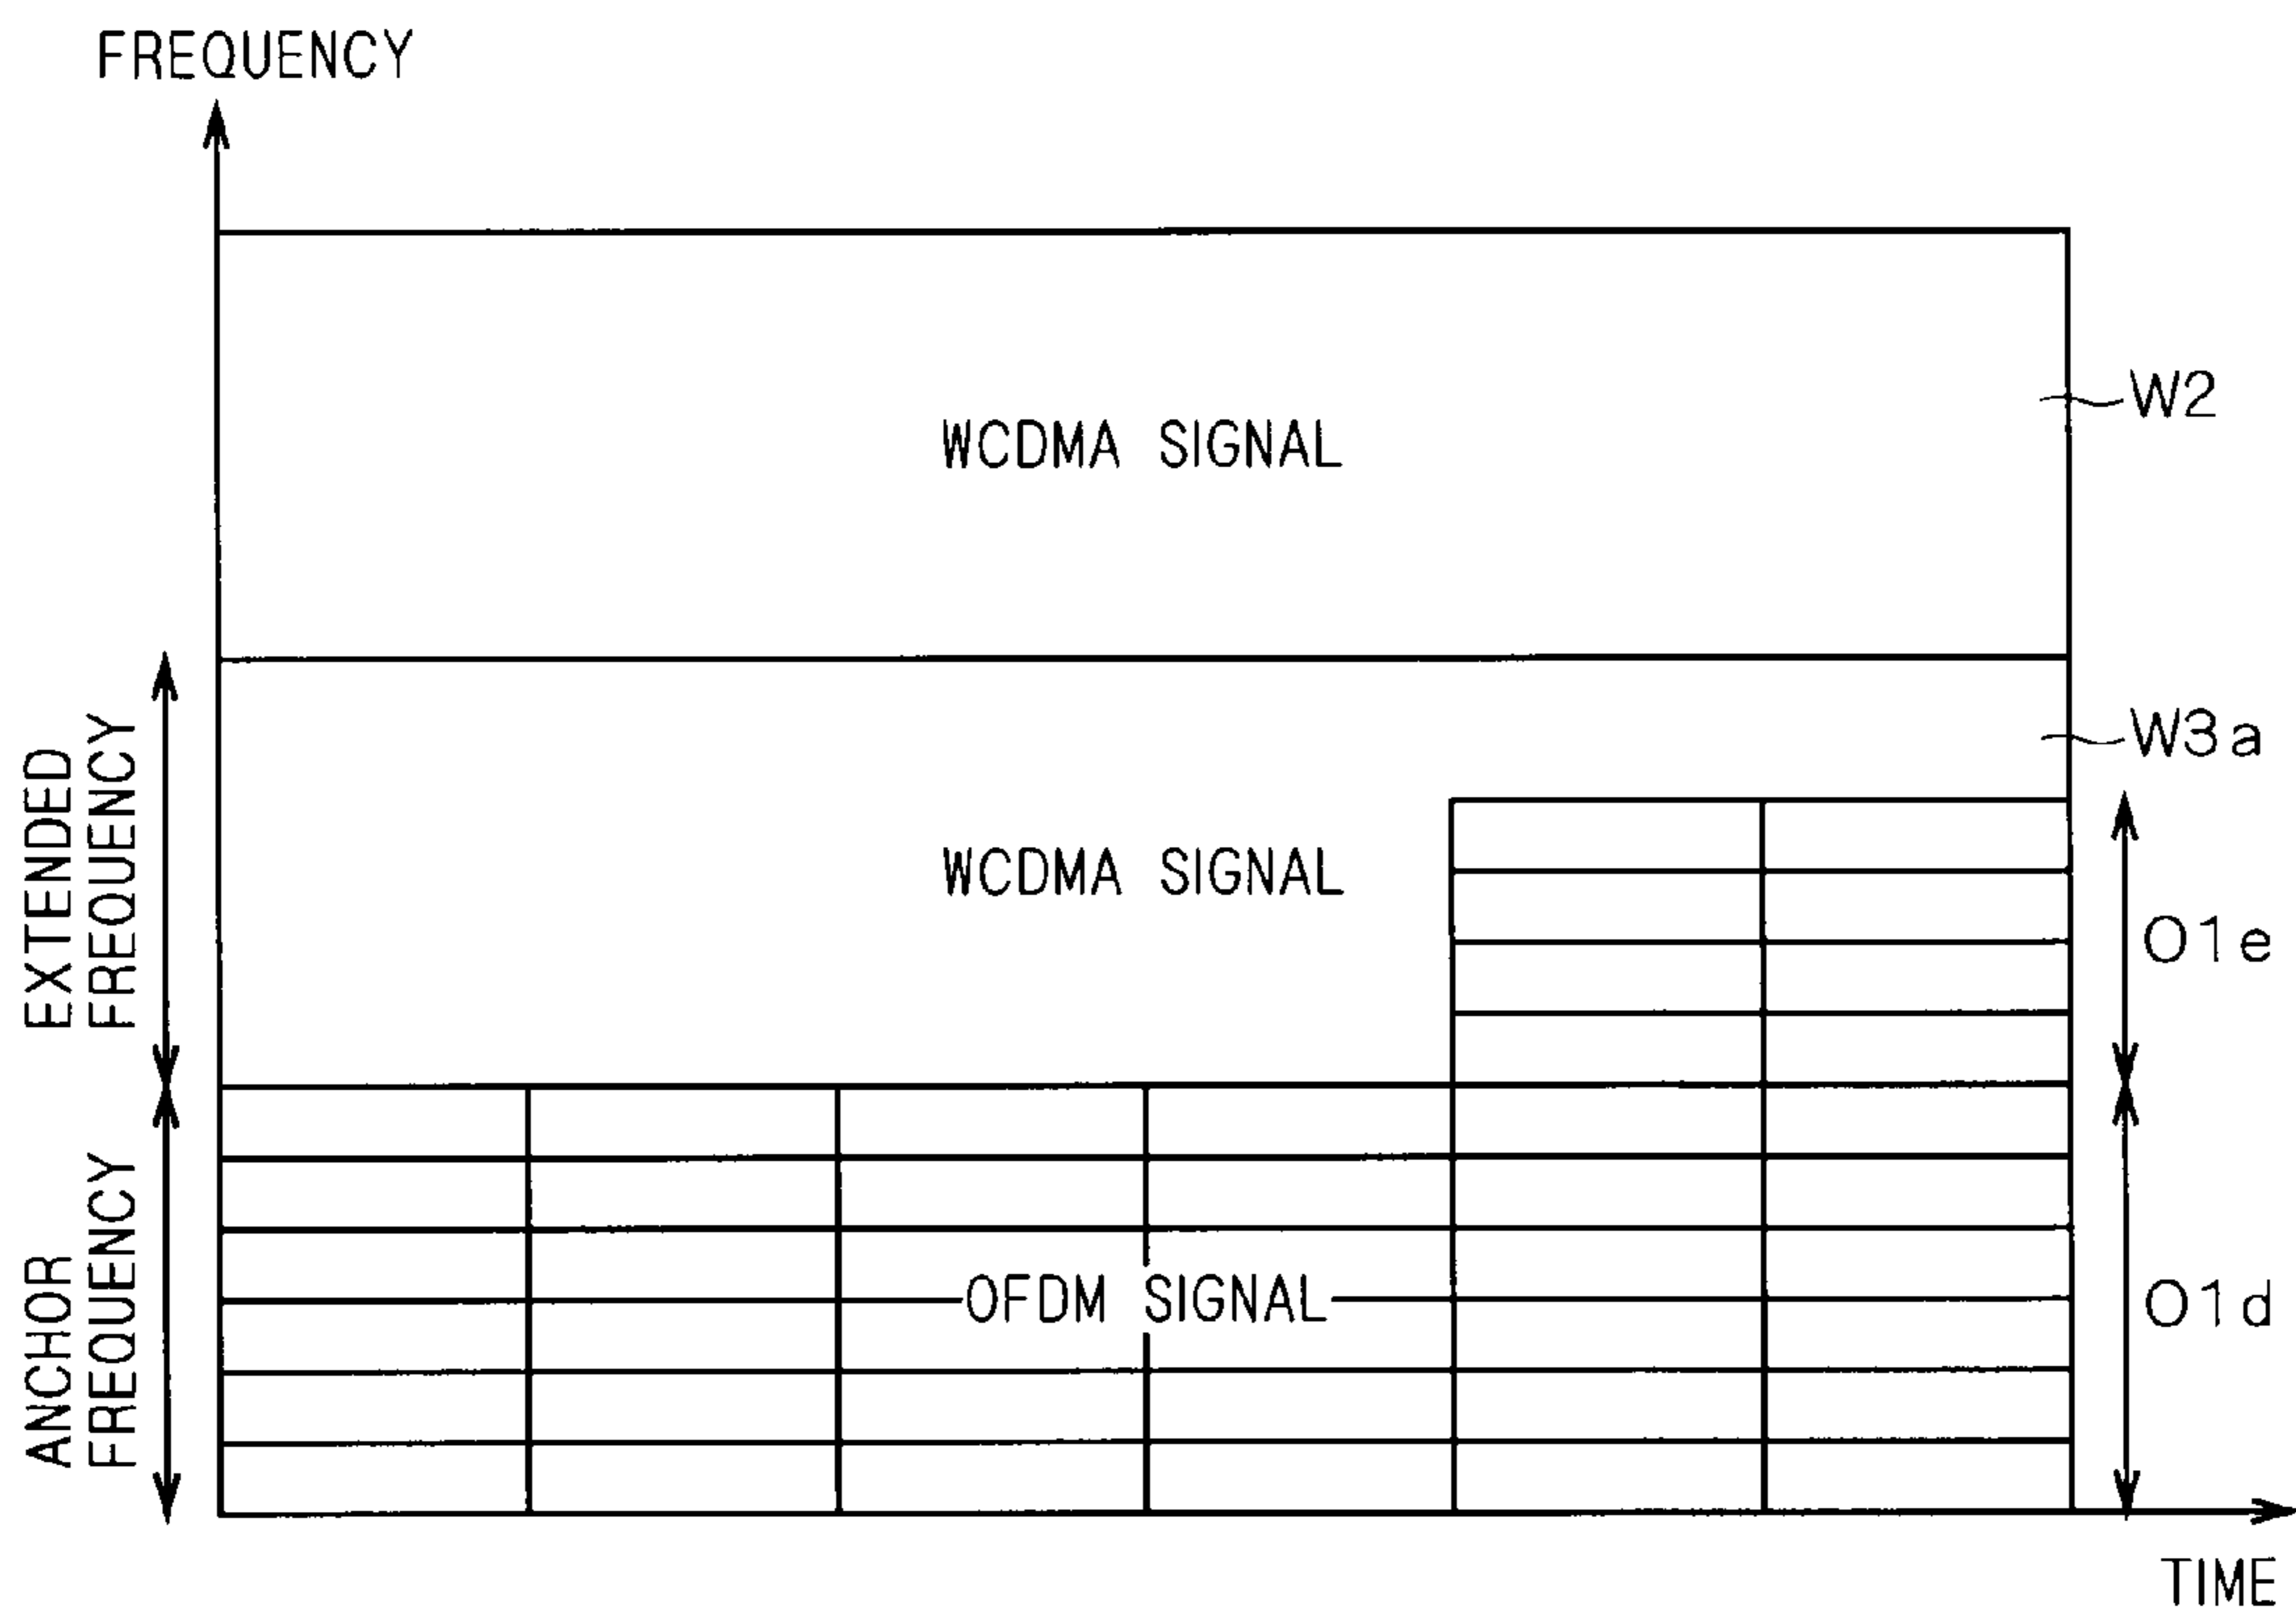 FREQUENCY
WCDMA SIGNAL
W2
EXTENDED
FREQUENCY
W3a
WCDMA SIGNAL
O1e
ANCHOR
FREQUENCY
OFDM SIGNAL
O1d
TIME